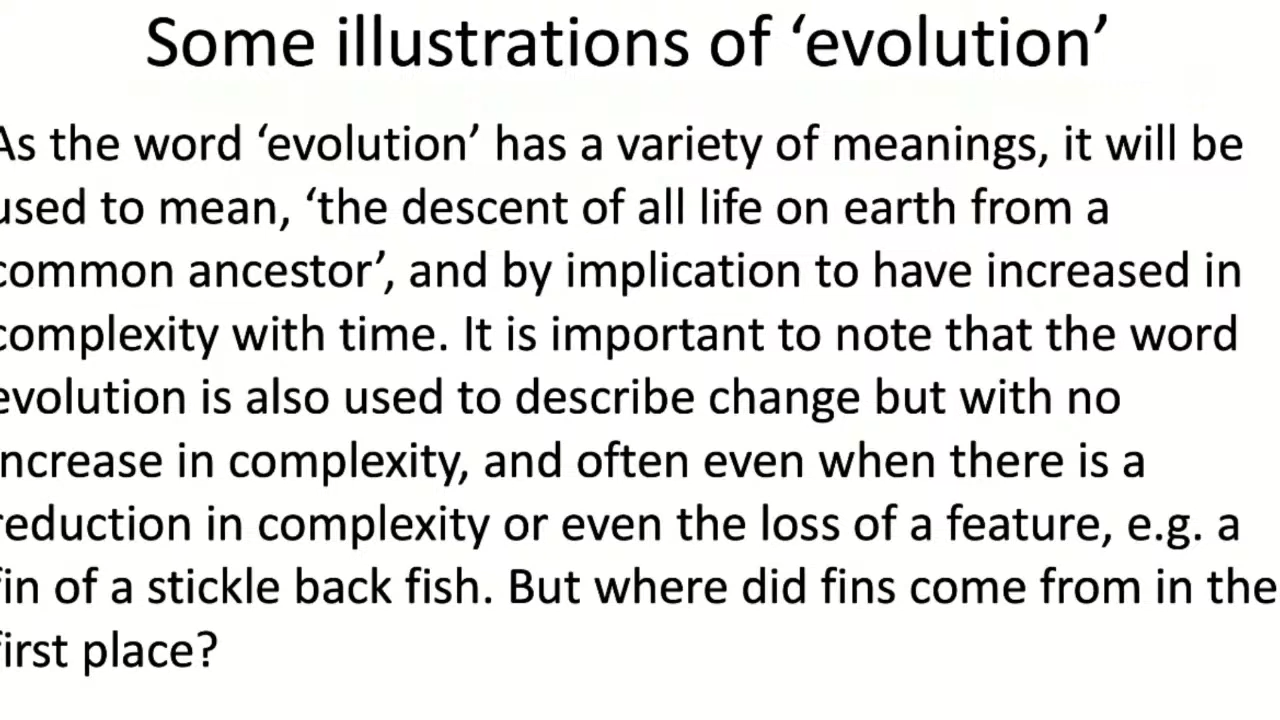 Some illustrations of ‘evolution’
As the word ‘evolution’ has a variety of meanings, it will be
used to mean, ‘the descent of all life on earth from a
common ancestor’, and by implication to have increased in
complexity with time. It is important to note that the word
evolution is also used to describe change but with no
increase in complexity, and often even when there is a
reduction in complexity or even the loss of a feature, e.g. a
fin of a stickle back fish. But where did fins come from in the
first place?